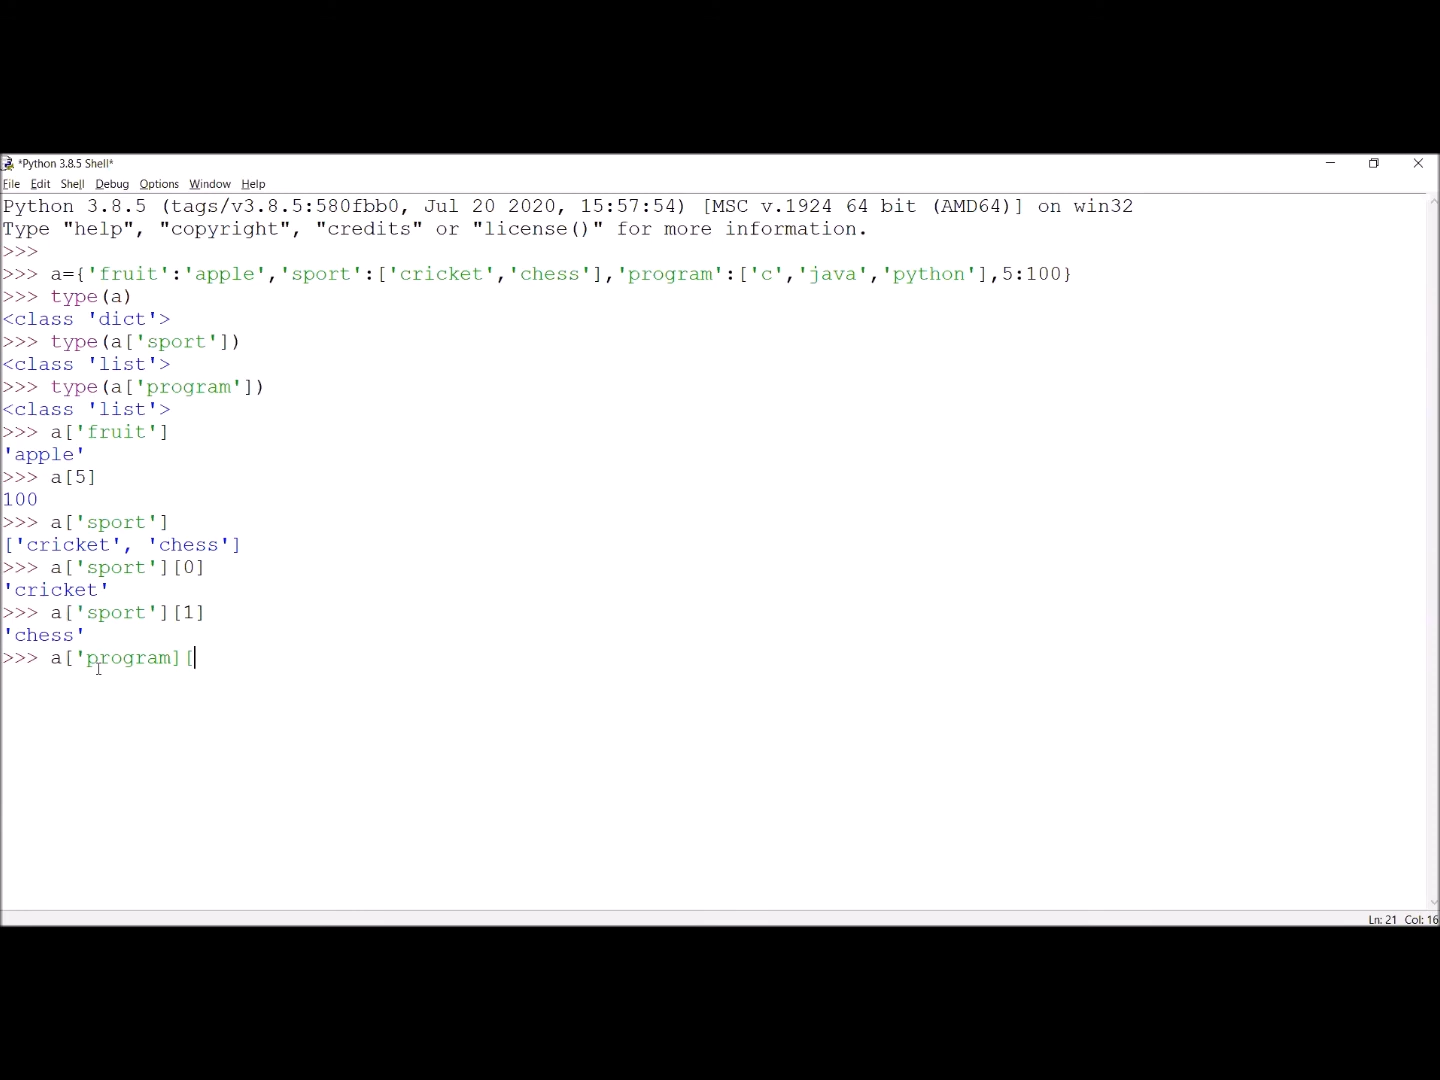 *Python 3.8.5 Shell*
File Edit Shell Debug Options Window Help
Python 3.8.5 (tags/v3.8.5:580fbb0, Jul 20 2020, 15:57:54) [MSC v.1924 64 bit (AMD64)] on win32
Type "help", "copyright", "credits" or "license()" for more information.
>>>
>>> a={'fruit':'apple','sport':['cricket','chess'],'program':['c','java','python'],5:100}
>>> type(a)
<class 'dict'>
>>> type(a['sport'])
<class 'list'>
>>> type(a['program'])
<class 'list'>
>>> a['fruit']
'apple'
>>> a[5]
100
>>> a['sport']
['cricket', 'chess']
>>> a['sport'][0]
'cricket'
>>> a['sport'][1]
'chess'
>>> a['program][
Ln: 21 Col: 16